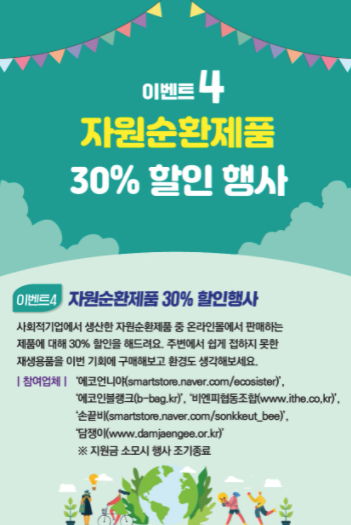 이벤트 4
자원순환제품
30% 할인 행사
이벤트4 자원순환제품 30% 할인행사
사회적기업에서 생산한 자원순환제품 중 온라인몰에서 판매하는
제품에 대해 30% 할인을 해드려요. 주변에서 쉽게 접하지 못한
재생용품을 이번 기회에 구매해보고 환경도 생각해보세요.
| 참여업체 | '에코언니야(smartstore.naver.com/ecosister)',
'에코인블랭크(b-bag.kr)', '비엔피협동조합(www.ithe.co,kr)',
'손끝비(smartstore.naver.com/sonkkeut_bee)',
'담쟁이(www.damjaengee.or.kr)'
※ 지원금 소모시 행사 조기종료